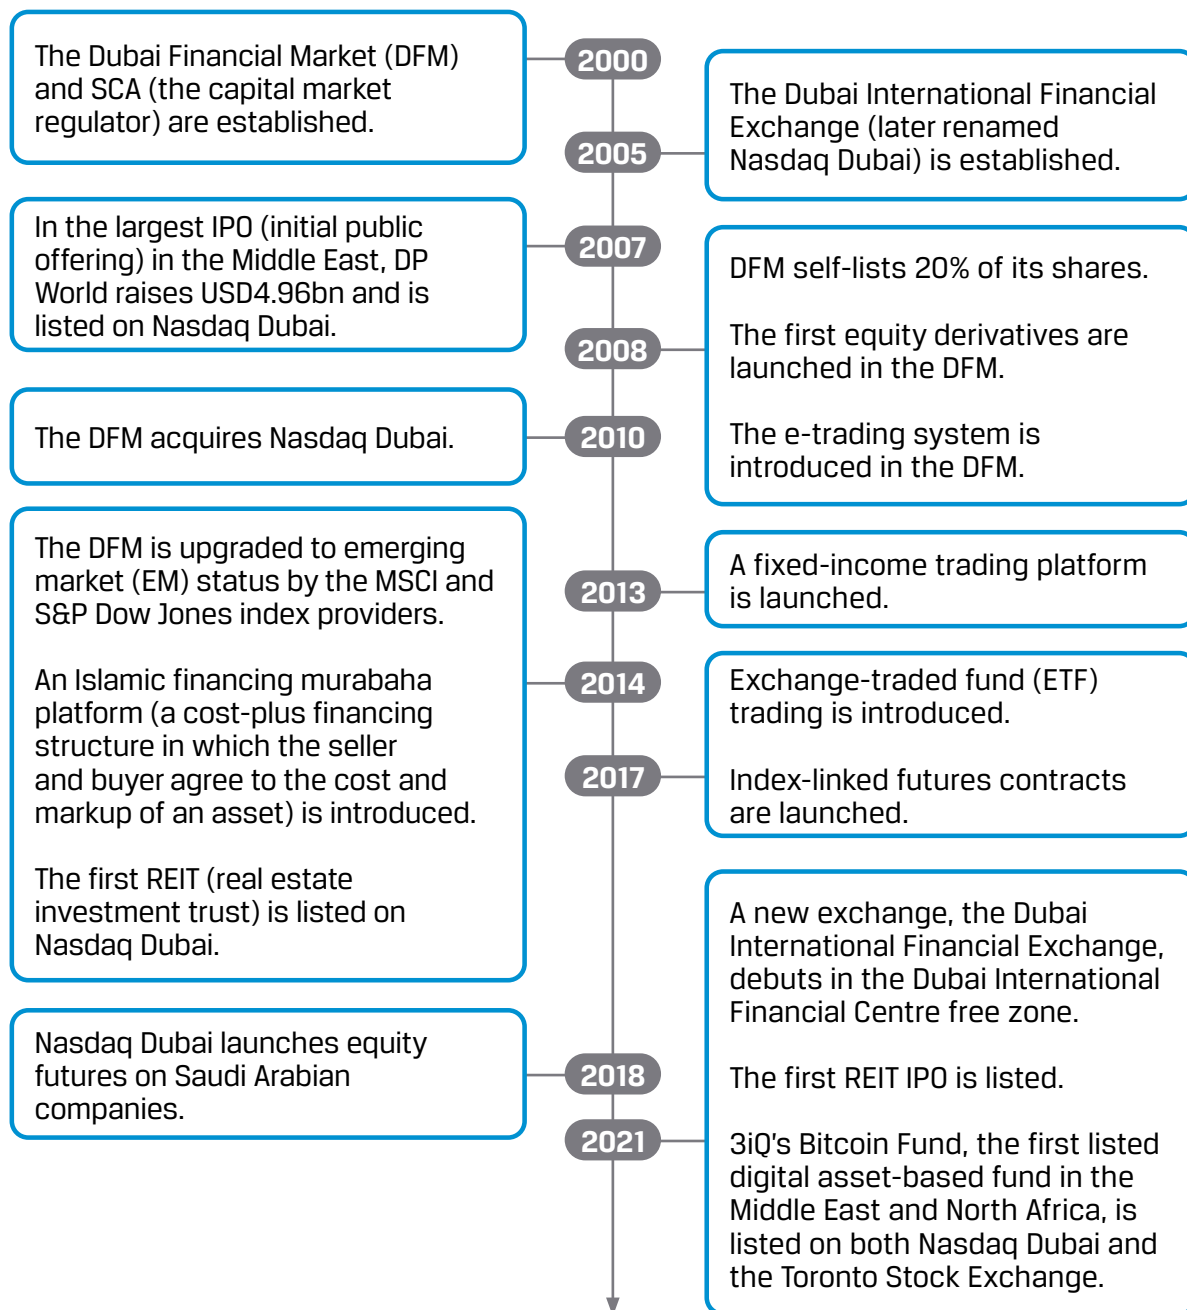 2000
The Dubai Financial Market (DFM)
and SCA (the capital market
regulator) are established.
2005
The Dubai International Financial
Exchange (later renamed
Nasdaq Dubai) is established.
2007
In the largest IPO (initial public
offering) in the Middle East, DP
World raises USD4.96bn and is
listed on Nasdaq Dubai.
2008
DFM self-lists 20% of its shares.
The first equity derivatives are
launched in the DFM.
The e-trading system is
introduced in the DFM.
2010
The DFM acquires Nasdaq Dubai.
2013
A fixed-income trading platform
is launched.
2014
The DFM is upgraded to emerging
market (EM) status by the MSCI and
S&P Dow Jones index providers.
An Islamic financing murabaha
platform (a cost-plus financing
structure in which the seller
and buyer agree to the cost and
markup of an asset) is introduced.
The first REIT (real estate
investment trust) is listed on
Nasdaq Dubai.
2017
Exchange-traded fund (ETF)
trading is introduced.
Index-linked futures contracts
are launched.
2018
Nasdaq Dubai launches equity
futures on Saudi Arabian
companies.
2021
A new exchange, the Dubai
International Financial Exchange,
debuts in the Dubai International
Financial Centre free zone.
The first REIT IPO is listed.
3iQ's Bitcoin Fund, the first listed
digital asset-based fund in the
Middle East and North Africa, is
listed on both Nasdaq Dubai and
the Toronto Stock Exchange.